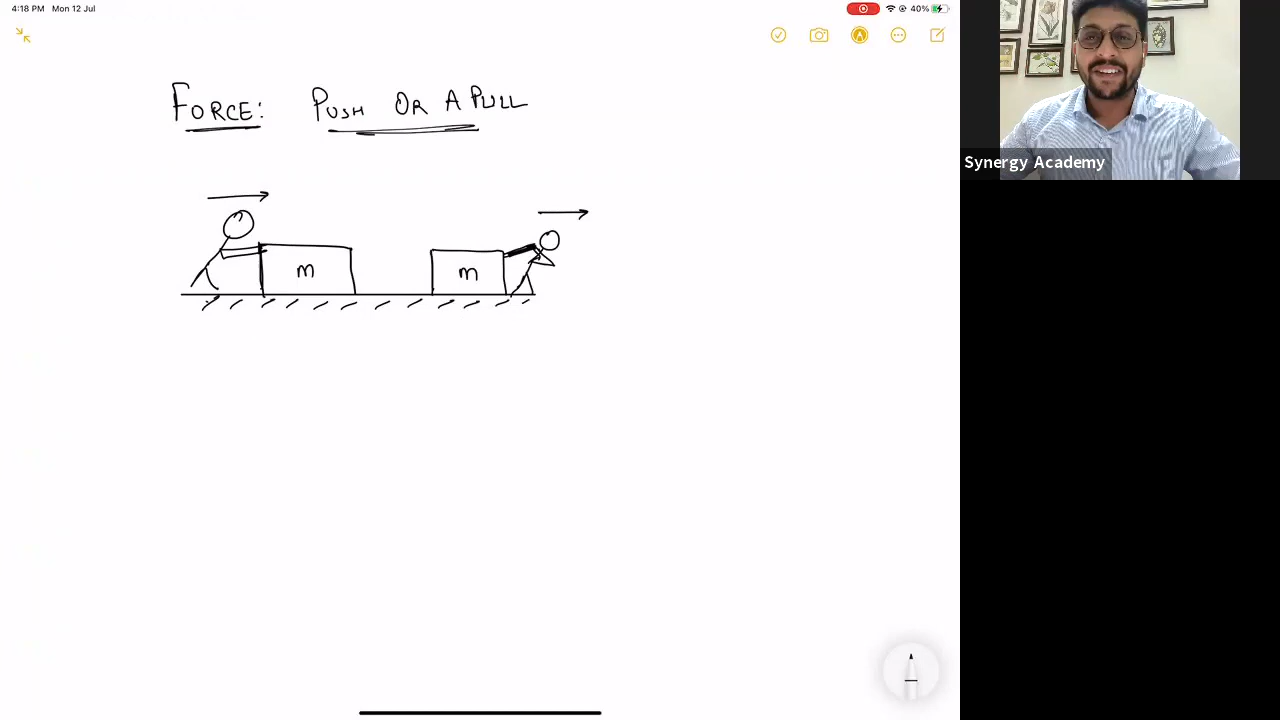 4:18 PM Mon 12 Jul
40%
FORCE: PUSH OR A PULL
Synergy Academy
m
m